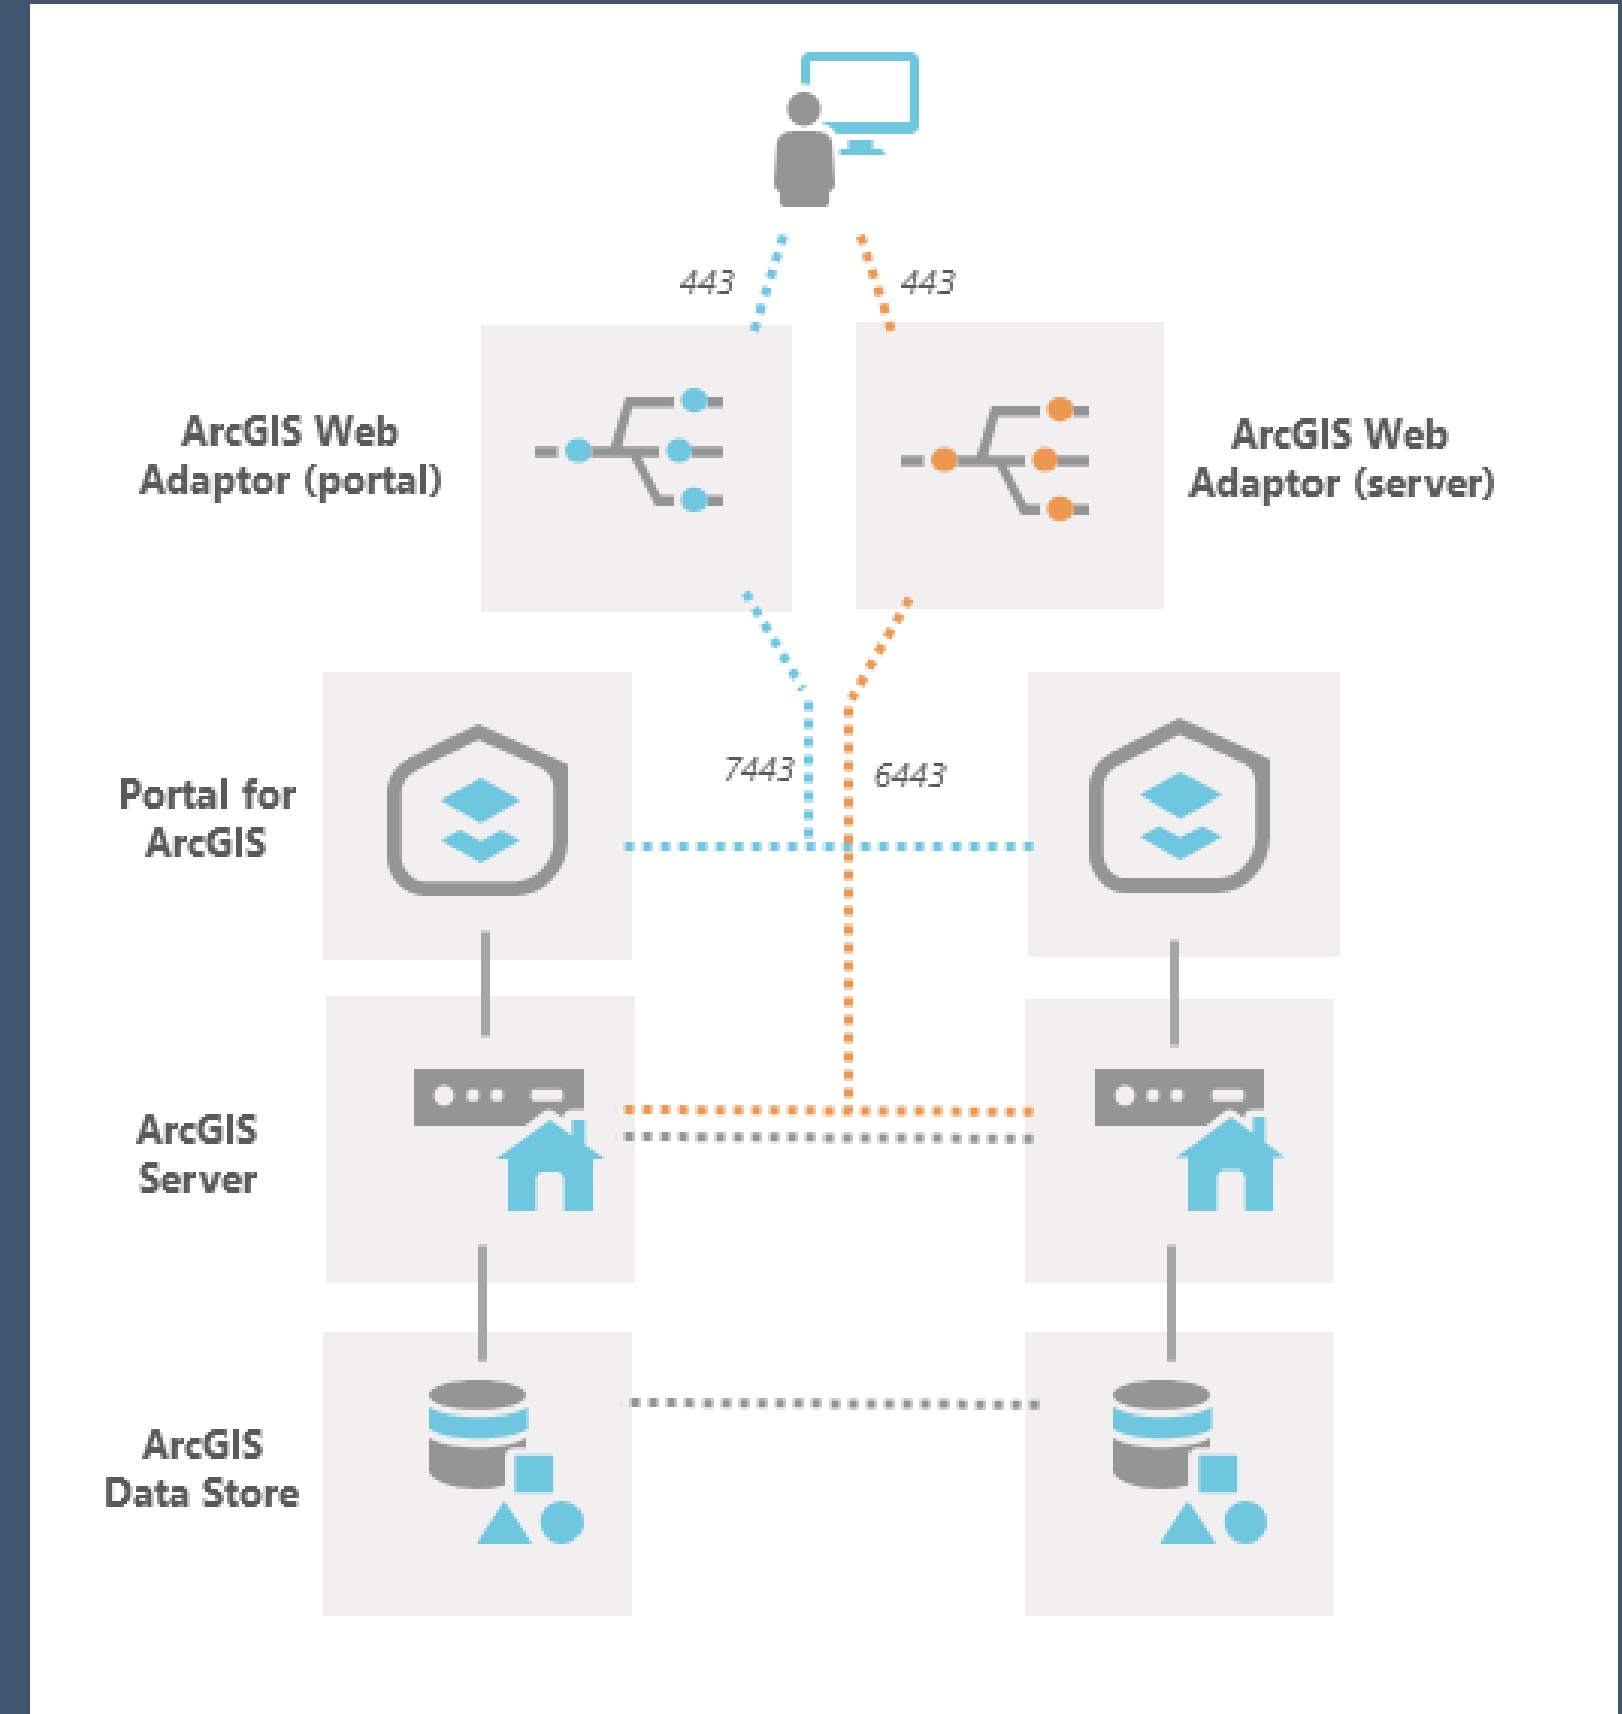 443
443
ArcGIS Web
Adaptor (portal)
ArcGIS Web
Adaptor (server)
Portal for
ArcGIS
7443
6443
ArcGIS
Server
ArcGIS
Data Store